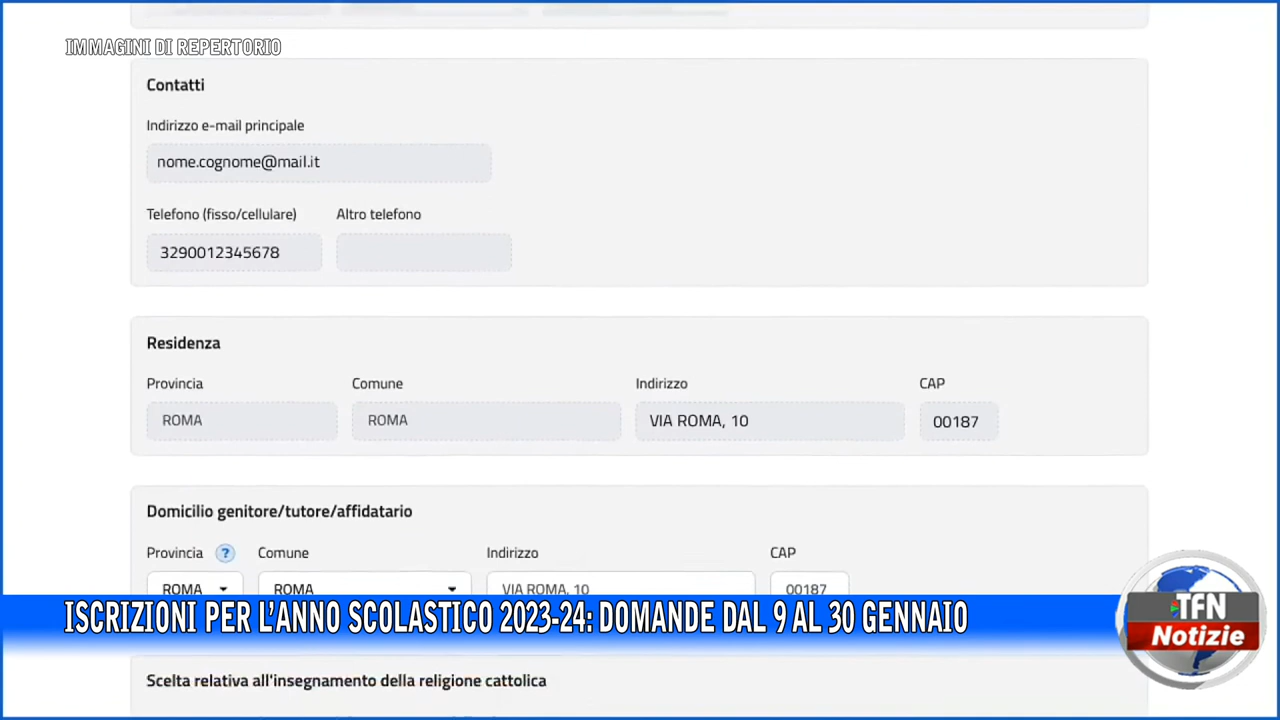 IMMAGINI DI REPERTORIO
Contatti
Indirizzo e-mail principale
nome.cognome@mail.it
Telefono (fisso/cellulare) Altro telefono
3290012345678
Residenza
Provincia Comune Indirizzo CAP
ROMA ROMA VIA ROMA, 10 00187
Domicilio genitore/tutore/affidatario
Provincia ? Comune Indirizzo CAP
ROMA ROMA VIA ROMA, 10 00187
ISCRIZIONI PER L'ANNO SCOLASTICO 2023-24: DOMANDE DAL 9 AL 30 GENNAIO
TFN
Notizie
Scelta relativa all'insegnamento della religione cattolica